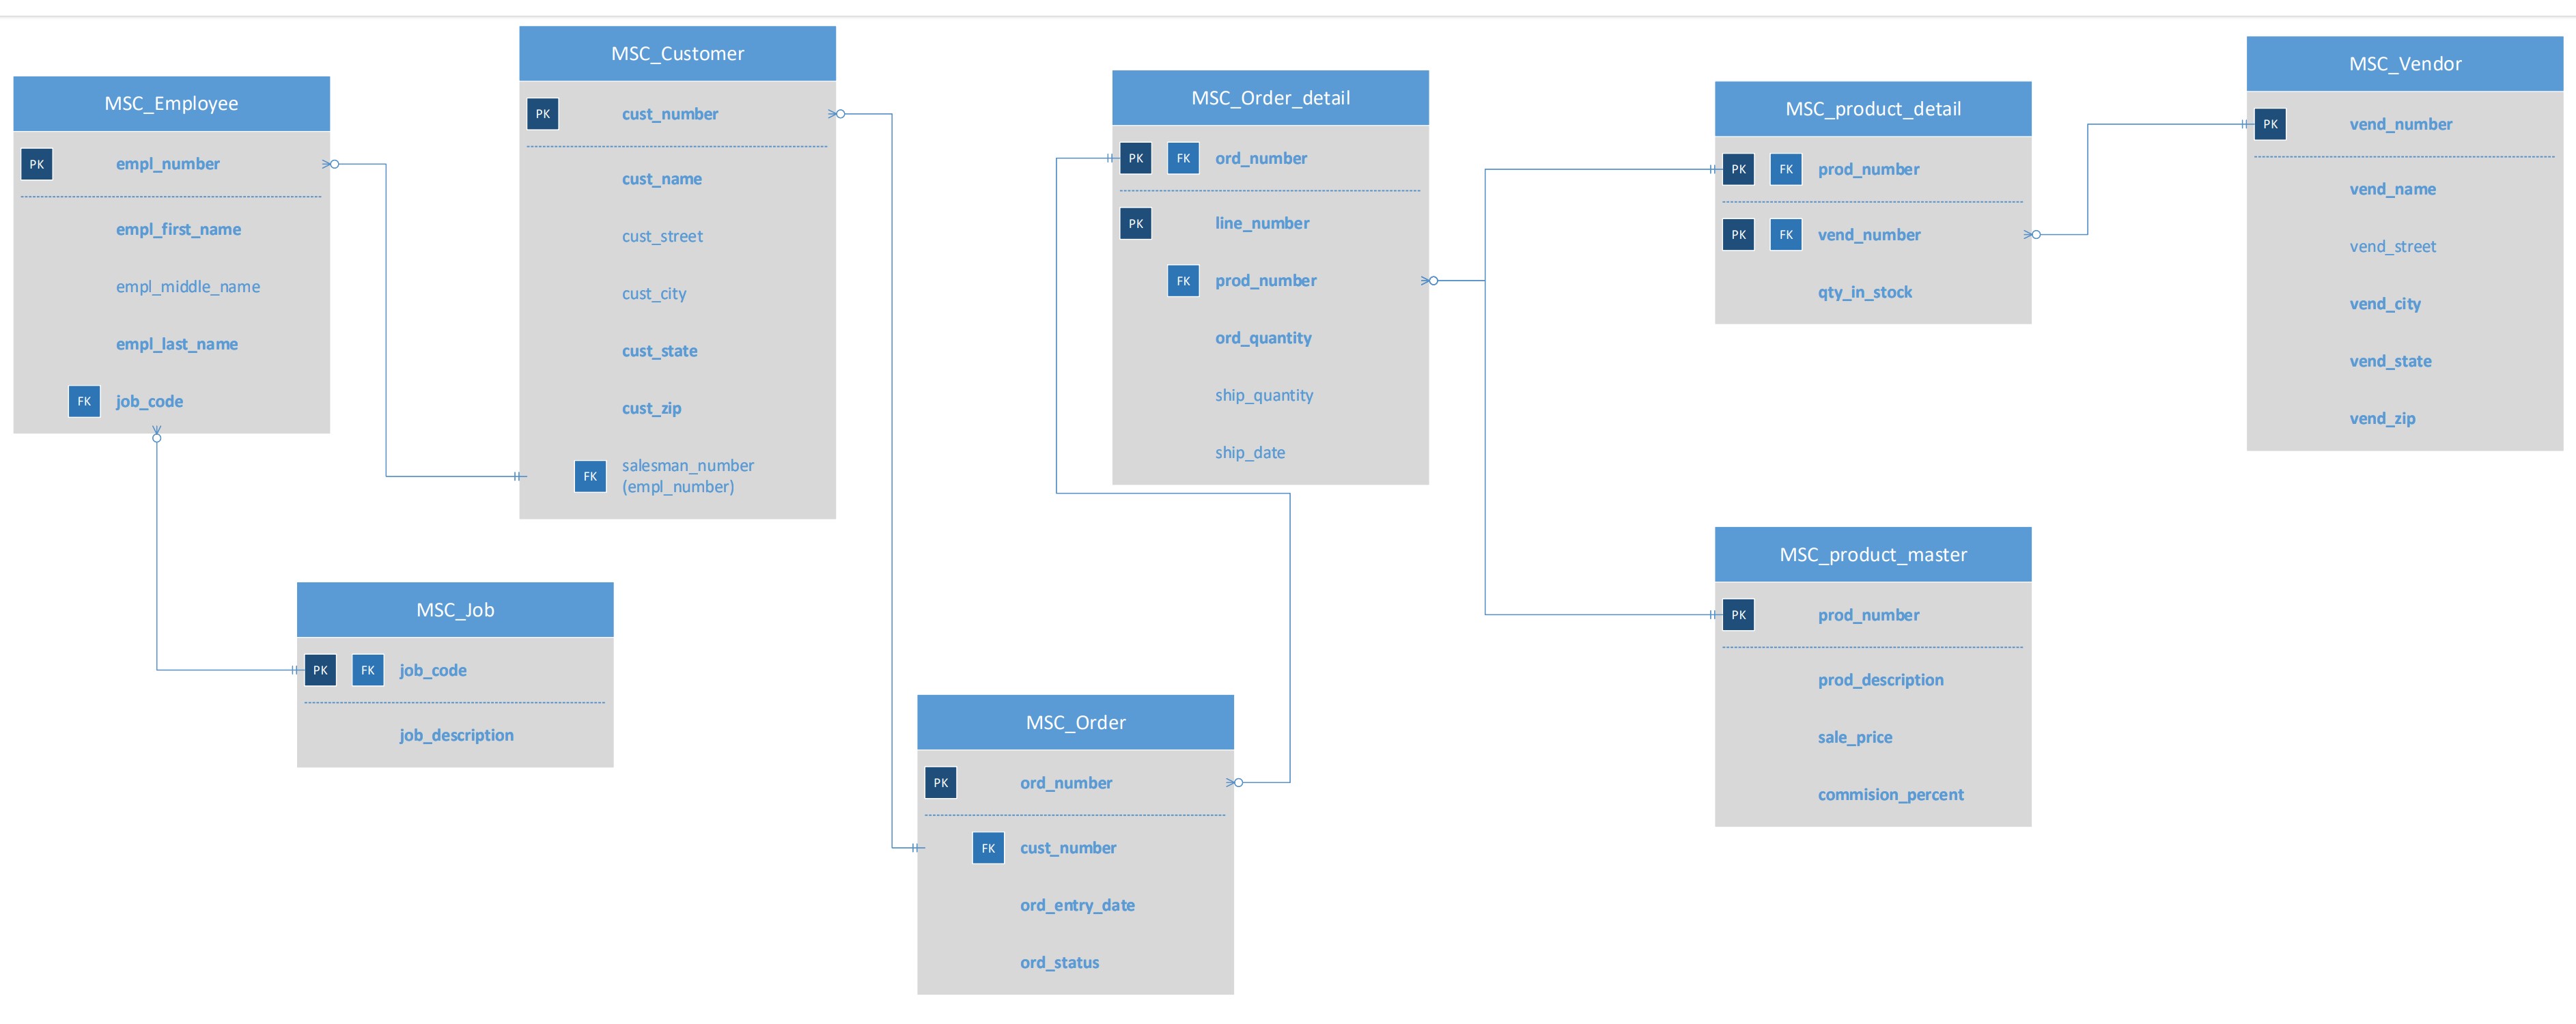 MSC_Employee
PK empl_number
empl_first_name
empl_middle_name
empl_last_name
FK job_code
MSC_Customer
PK cust_number
cust_name
cust_street
cust_city
cust_state
cust_zip
FK salesman_number
(empl_number)
MSC_Job
PK FK job_code
job_description
MSC_Order
PK ord_number
FK cust_number
ord_entry_date
ord_status
MSC_Order_detail
PK FK ord_number
PK line_number
FK prod_number
ord_quantity
ship_quantity
ship_date
MSC_product_detail
PK FK prod_number
PK FK vend_number
qty_in_stock
MSC_product_master
PK prod_number
prod_description
sale_price
commision_percent
MSC_Vendor
PK vend_number
vend_name
vend_street
vend_city
vend_state
vend_zip